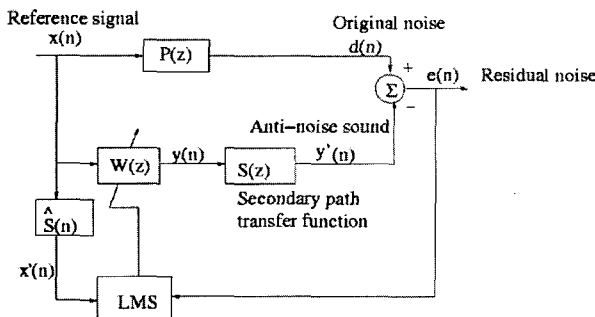 Reference signal
x(n)
P(z)
Original noise
d(n)
+
Σ
−
e(n)
Residual noise
Anti−noise sound
W(z)
y(n)
S(z)
y'(n)
Secondary path
transfer function
^
S(n)
x'(n)
LMS